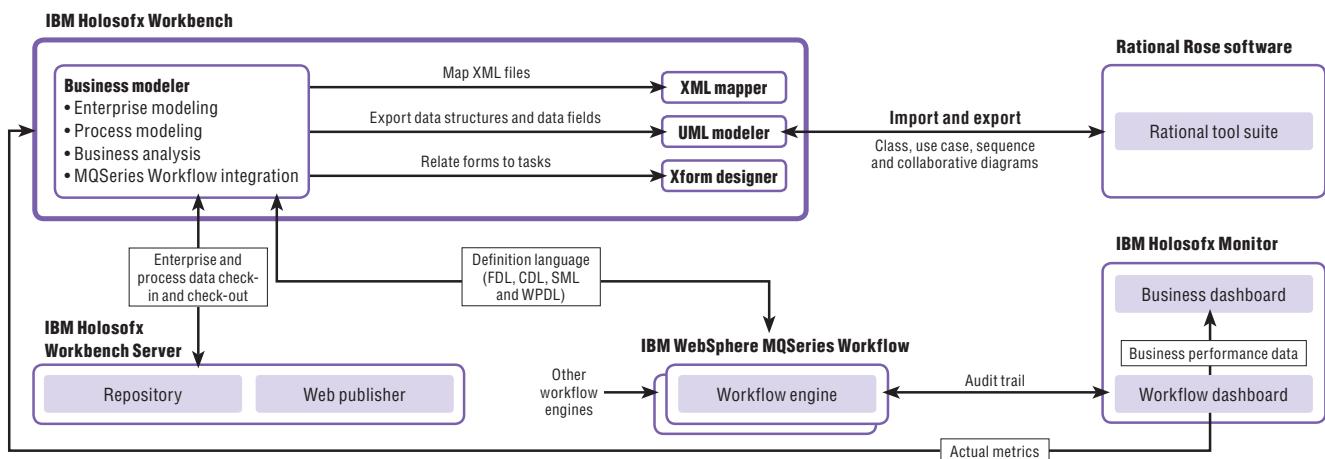 IBM Holosofx Workbench
Business modeler
• Enterprise modeling
• Process modeling
• Business analysis
• MQSeries Workflow integration
Map XML files
XML mapper
Export data structures and data fields
UML modeler
Relate forms to tasks
Xform designer
Import and export
Class, use case, sequence
and collaborative diagrams
Rational Rose software
Rational tool suite
Enterprise and
process data check-
in and check-out
Definition language
(FDL, CDL, SML
and WPDL)
IBM Holosofx
Workbench Server
Repository
Web publisher
IBM WebSphere MQSeries Workflow
Other
workflow
engines
Workflow engine
Audit trail
IBM Holosofx Monitor
Business dashboard
Business performance data
Workflow dashboard
Actual metrics